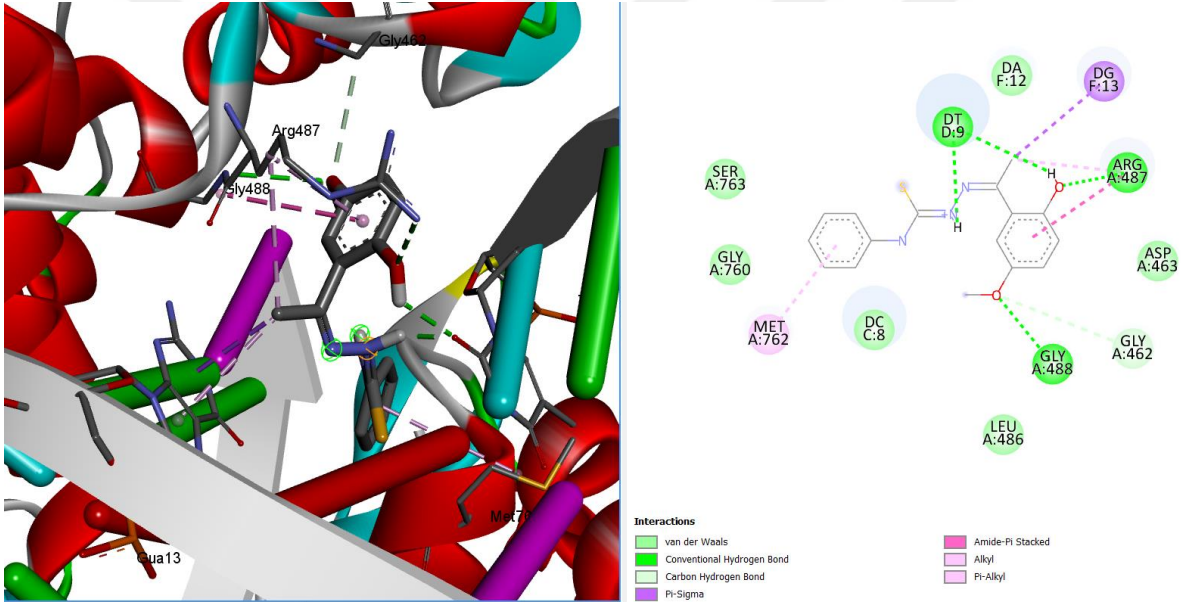 Gly462
Arg487
Gly488
Gua13
DA
F:12
DG
F:13
DT
D:9
SER
A:763
H
O
ARG
A:487
S
N
N
N
H
N
GLY
A:760
ASP
A:463
MET
A:762
DC
C:8
O
GLY
A:462
GLY
A:488
LEU
A:486
Interactions
van der Waals
Conventional Hydrogen Bond
Carbon Hydrogen Bond
Pi-Sigma
Amide-Pi Stacked
Alkyl
Pi-Alkyl